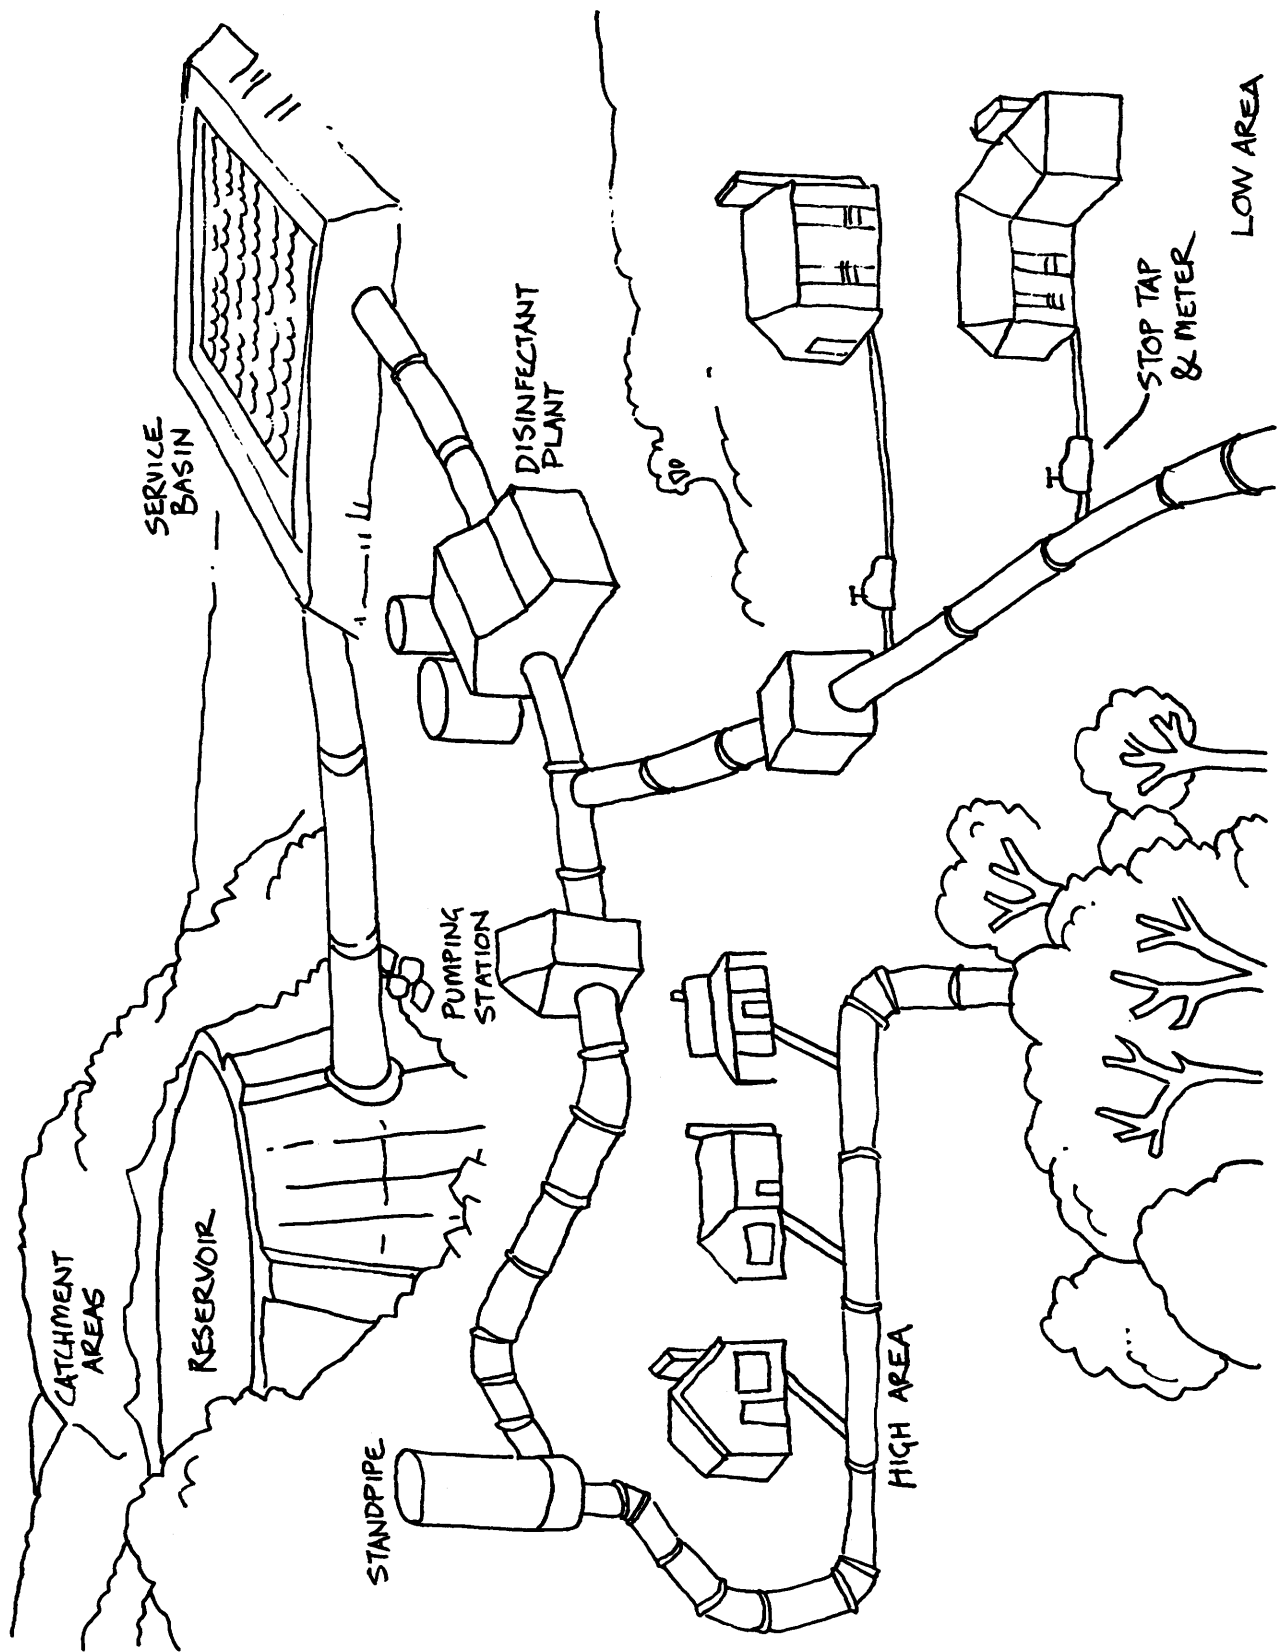 CATCHMENT
AREAS
RESERVOIR
SERVICE
BASIN
STANDPIPE
PUMPING
STATION
DISINFECTANT
PLANT
HIGH AREA
STOP TAP
& METER
LOW AREA